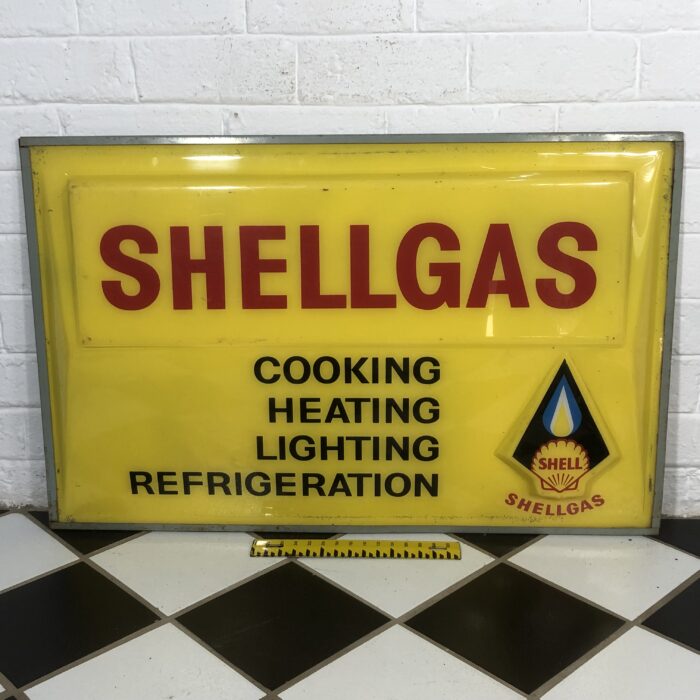 SHELLGAS
COOKING
HEATING
LIGHTING
REFRIGERATION
SHELL
SHELLGAS